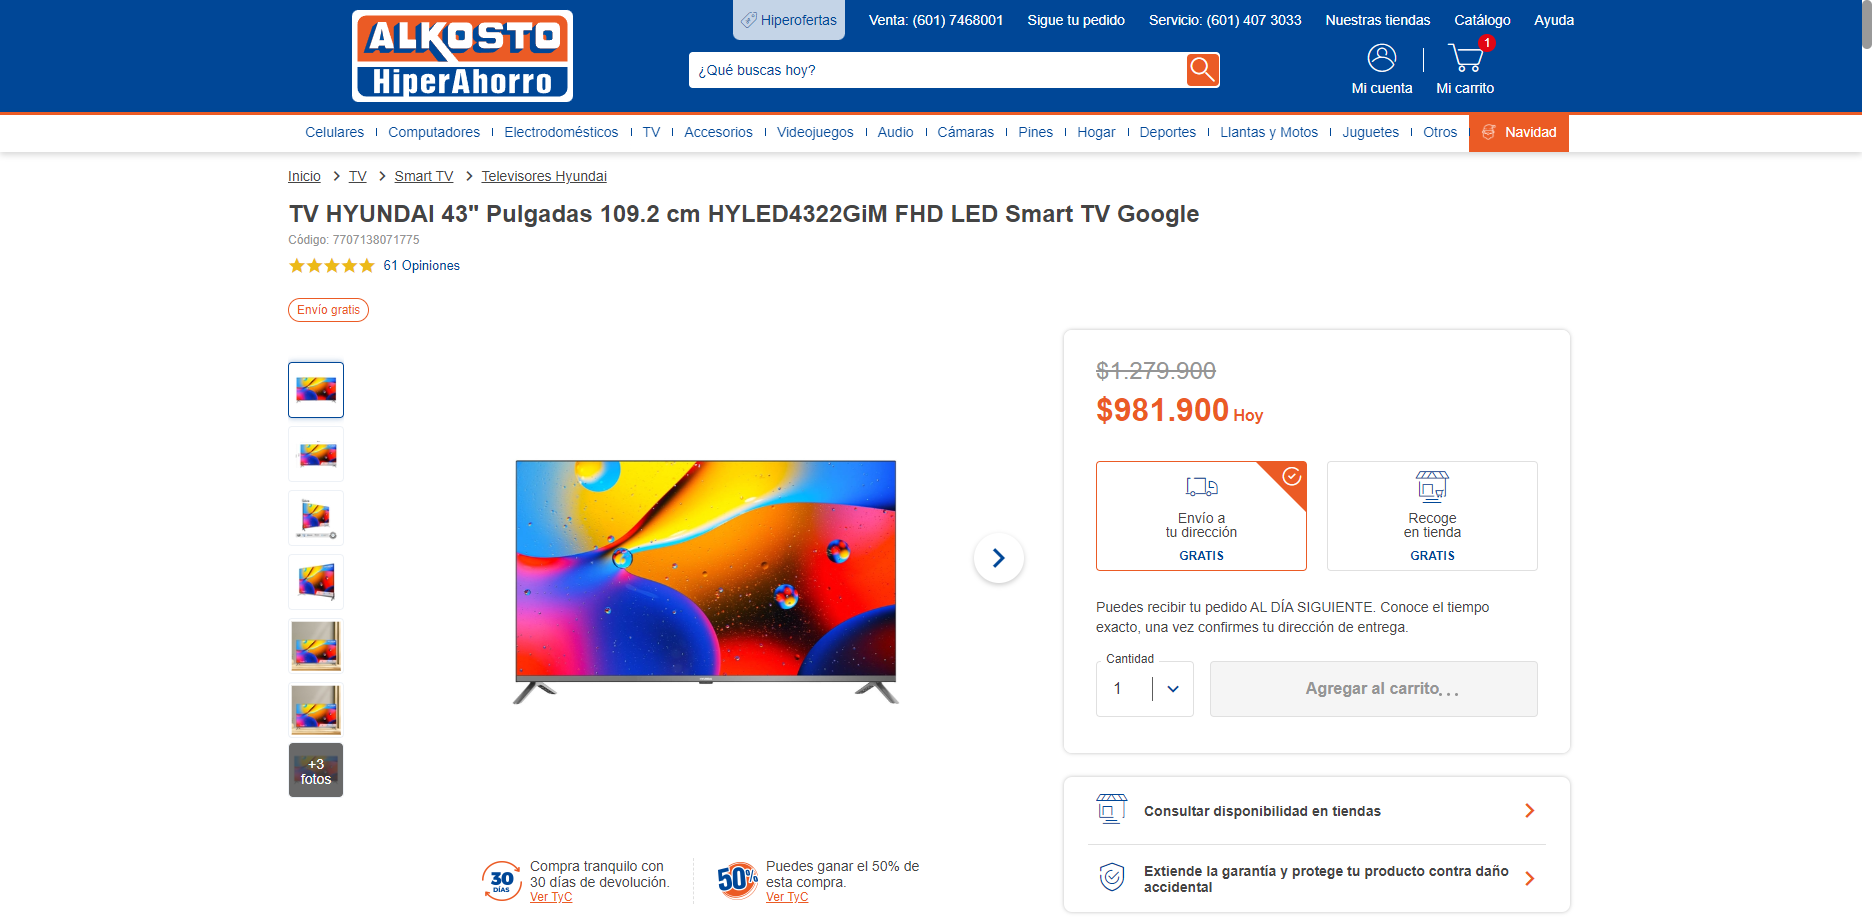 ALKOSTO
HiperAhorro
Hiperofertas
Venta: (601) 7468001
Sigue tu pedido
Servicio: (601) 407 3033
Nuestras tiendas
Catálogo
Ayuda
¿Qué buscas hoy?
1
Mi cuenta
Mi carrito
Celulares
Computadores
Electrodomésticos
TV
Accesorios
Videojuegos
Audio
Cámaras
Pines
Hogar
Deportes
Llantas y Motos
Juguetes
Otros
Navidad
Inicio > TV > Smart TV > Televisores Hyundai
TV HYUNDAI 43" Pulgadas 109.2 cm HYLED4322GiM FHD LED Smart TV Google
Código: 7707138071775
61 Opiniones
Envío gratis
+3
fotos
30
DÍAS
Compra tranquilo con
30 días de devolución.
Ver TyC
50%
Puedes ganar el 50% de
esta compra.
Ver TyC
$1.279.900
$981.900 Hoy
Envío a
tu dirección
GRATIS
Recoge
en tienda
GRATIS
Puedes recibir tu pedido AL DÍA SIGUIENTE. Conoce el tiempo
exacto, una vez confirmes tu dirección de entrega.
Cantidad
1
Agregar al carrito...
Consultar disponibilidad en tiendas
Extiende la garantía y protege tu producto contra daño
accidental